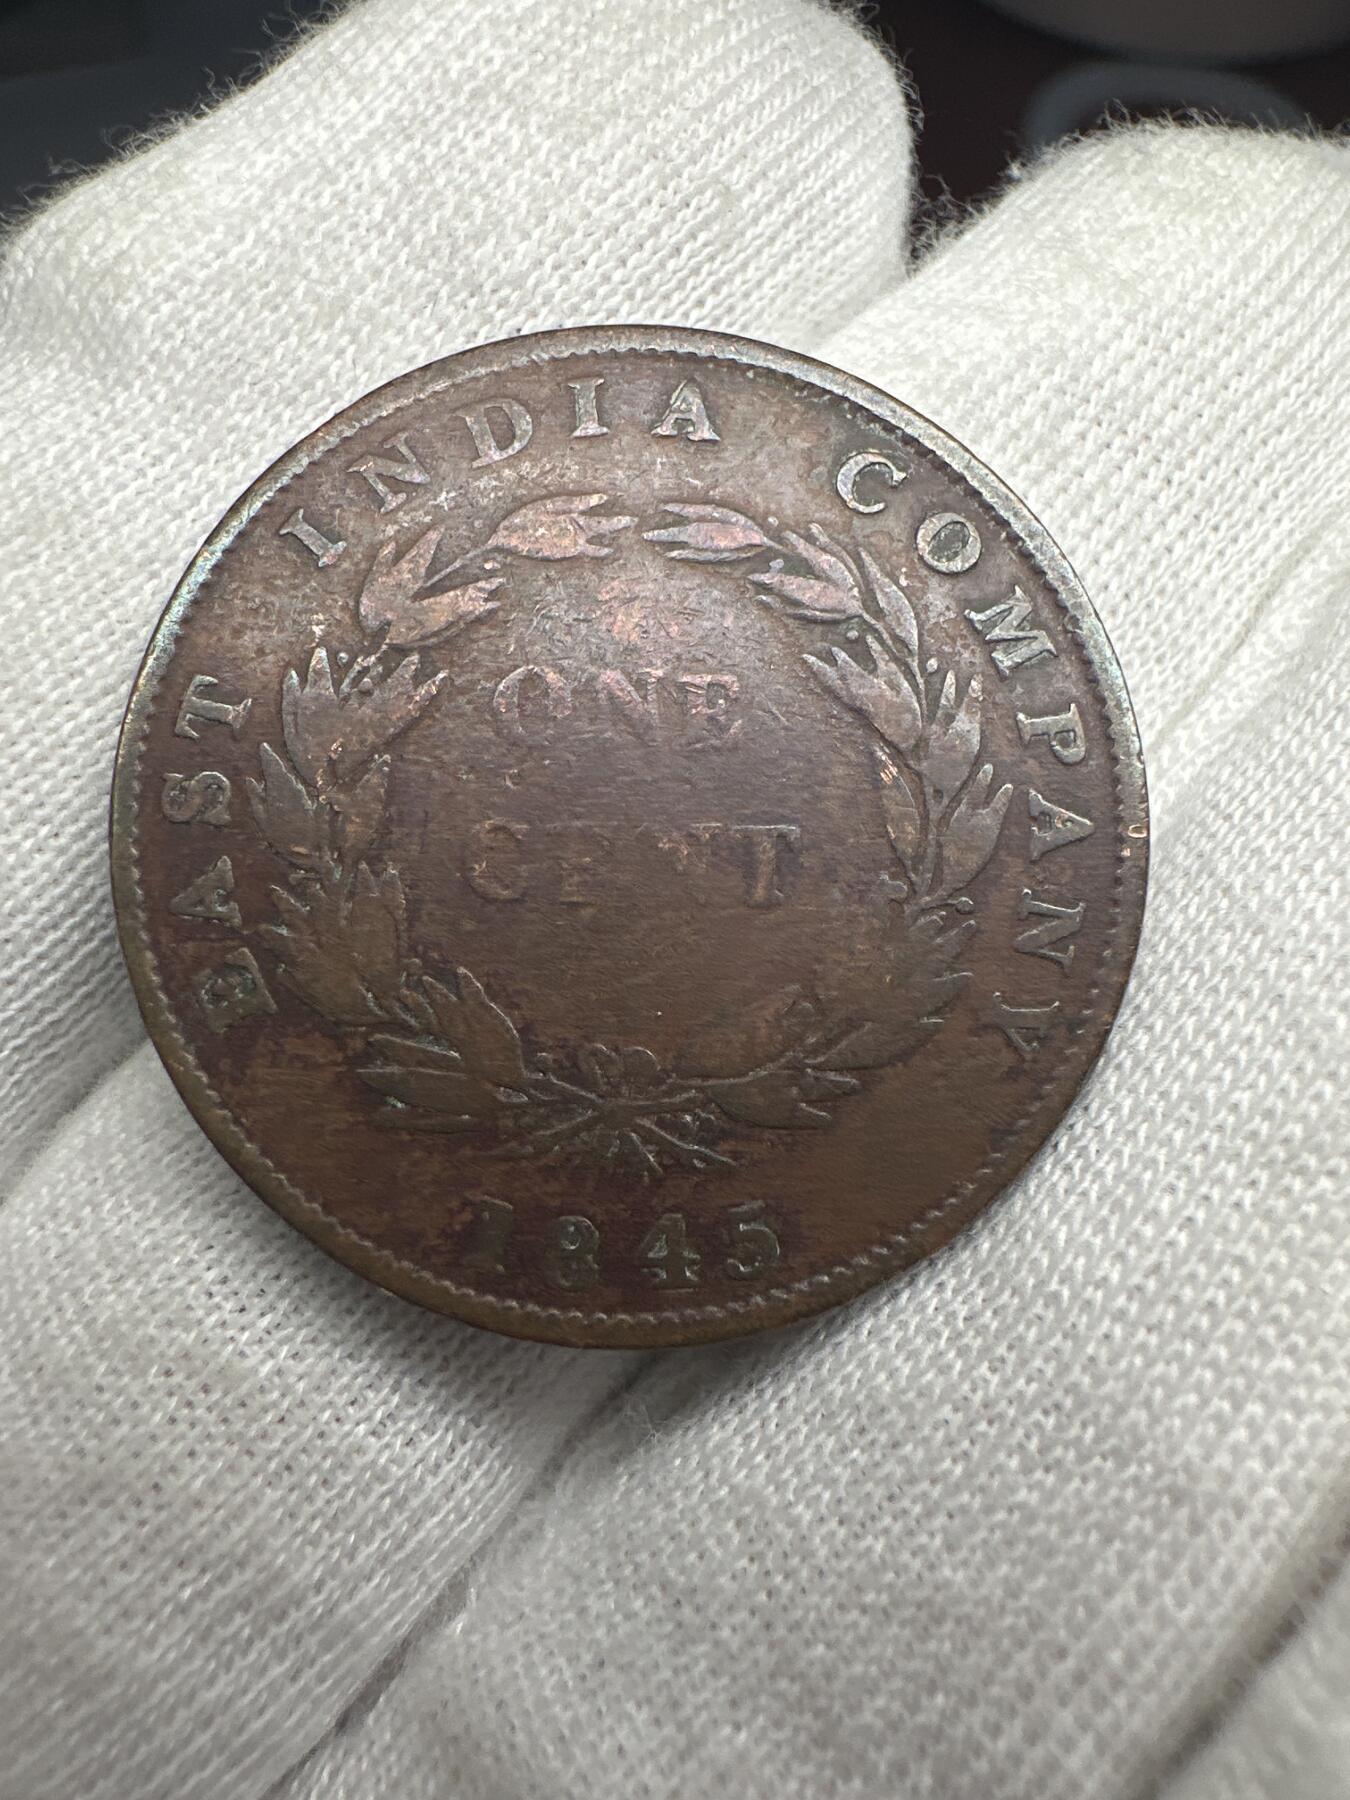 EAST INDIA COMPANY
ONE
CENT
1845